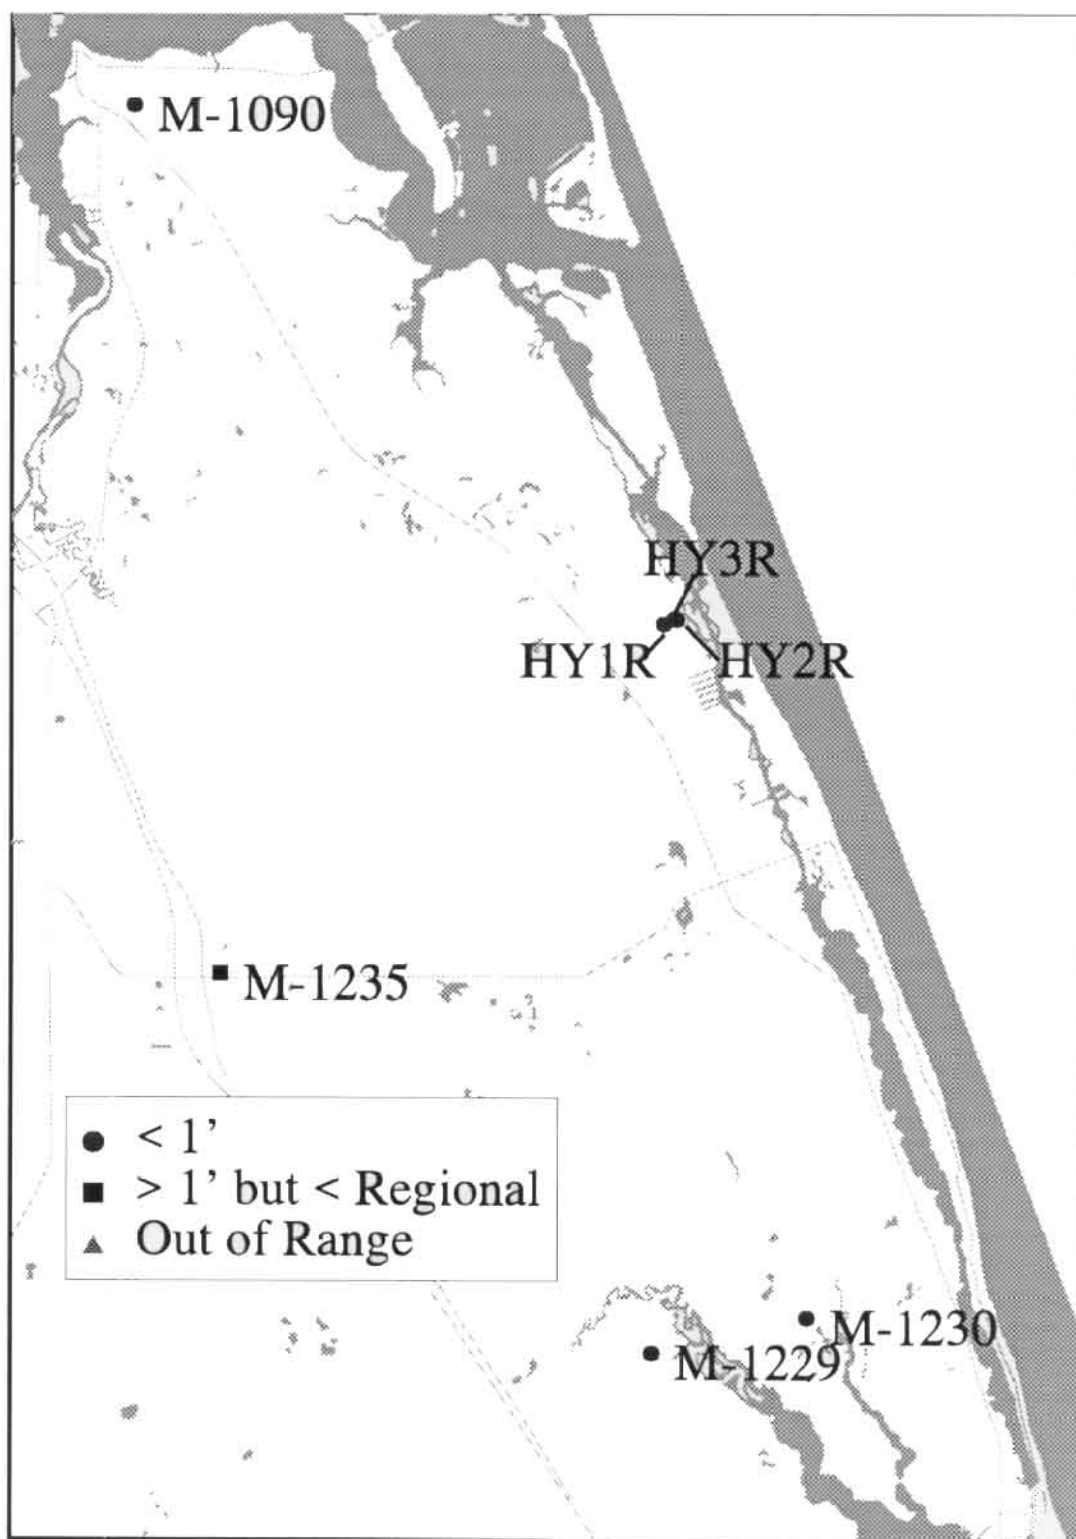 M-1090
HY3R
HY1R
HY2R
M-1235
< 1’
> 1’ but < Regional
Out of Range
M-1230
M-1229